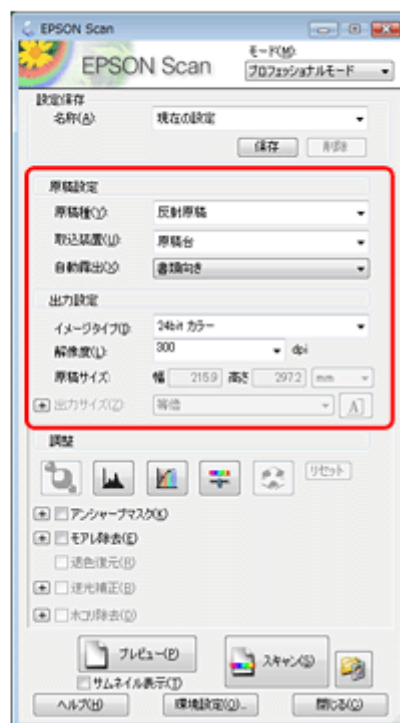 EPSON Scan
EPSON Scan
モード(M):
プロフェッショナルモード
設定保存
名称(A):
現在の設定
保存
削除
原稿設定
原稿種(Y):
反射原稿
取込装置(U):
原稿台
自動露出(X):
書類向き
出力設定
イメージタイプ(I):
24bit カラー
解像度(L):
300
dpi
原稿サイズ:
幅 215.9 高さ 297.2 mm
出力サイズ(Z):
等倍
A
調整
リセット
アンシャープマスク(K)
モアレ除去(E)
退色復元(R)
逆光補正(B)
ホコリ除去(D)
プレビュー(P)
スキャン(S)
サムネイル表示(T)
ヘルプ(H)
環境設定(O)...
閉じる(C)